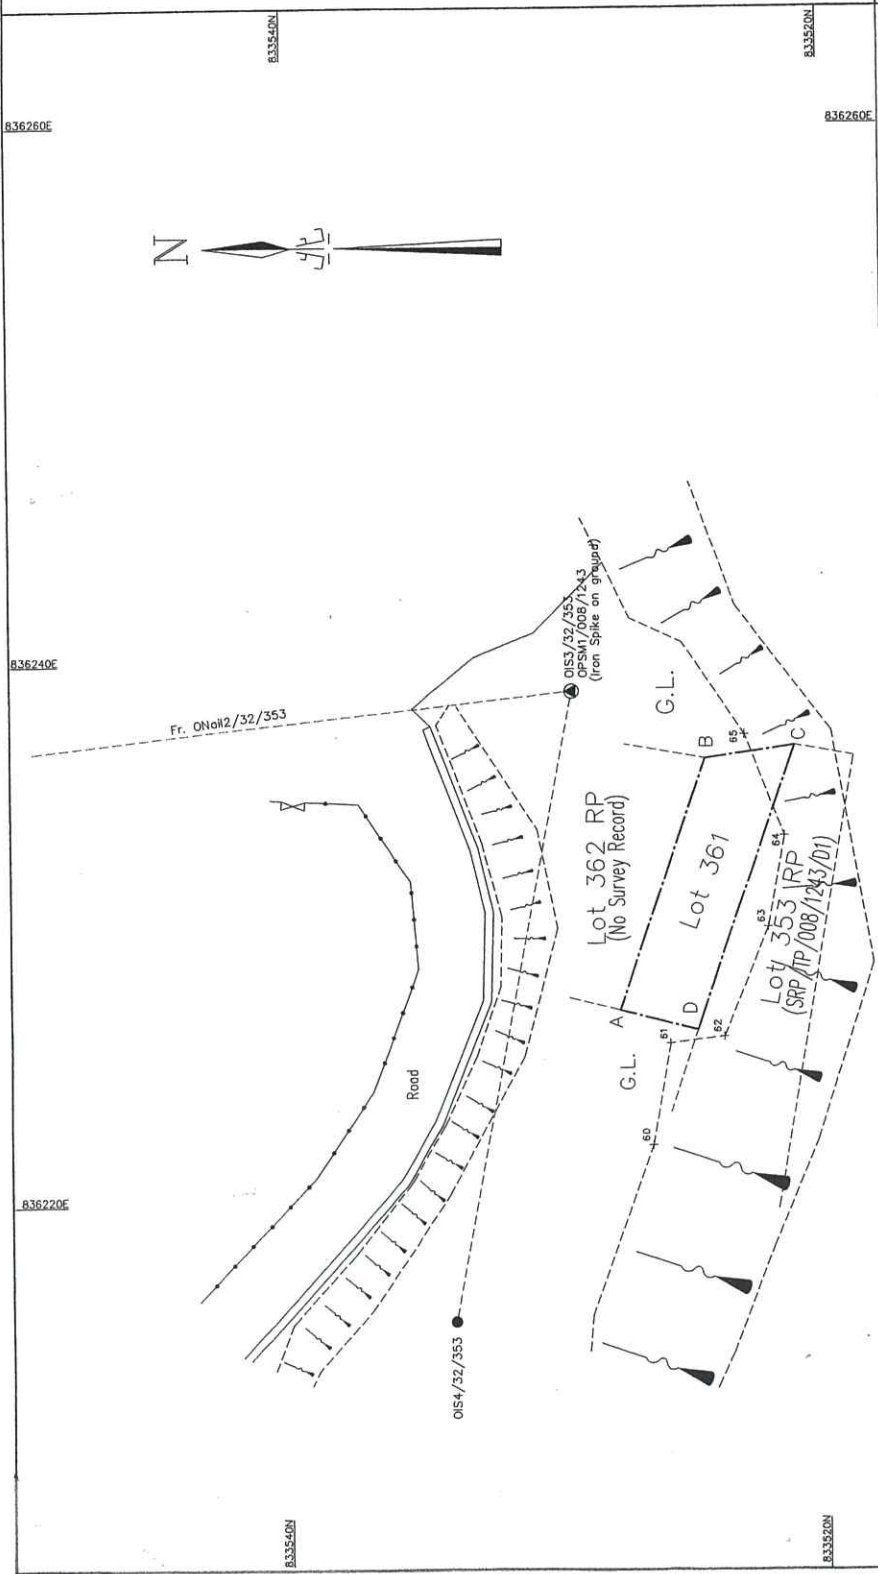 833540N
833520N
836260E
836260E
N
北
Fr. ONail2/32/353
836240E
OIS3/32/353
OPSM1/008/1243
(Iron Spike on ground)
G.L.
65
B
C
Lot 362 RP
(No Survey Record)
Lot 361
64
63
Lot 353 RP
(SRP/TP/008/1243/D1)
A
D
61
62
G.L.
60
Road
836220E
OIS4/32/353
833540N
833520N